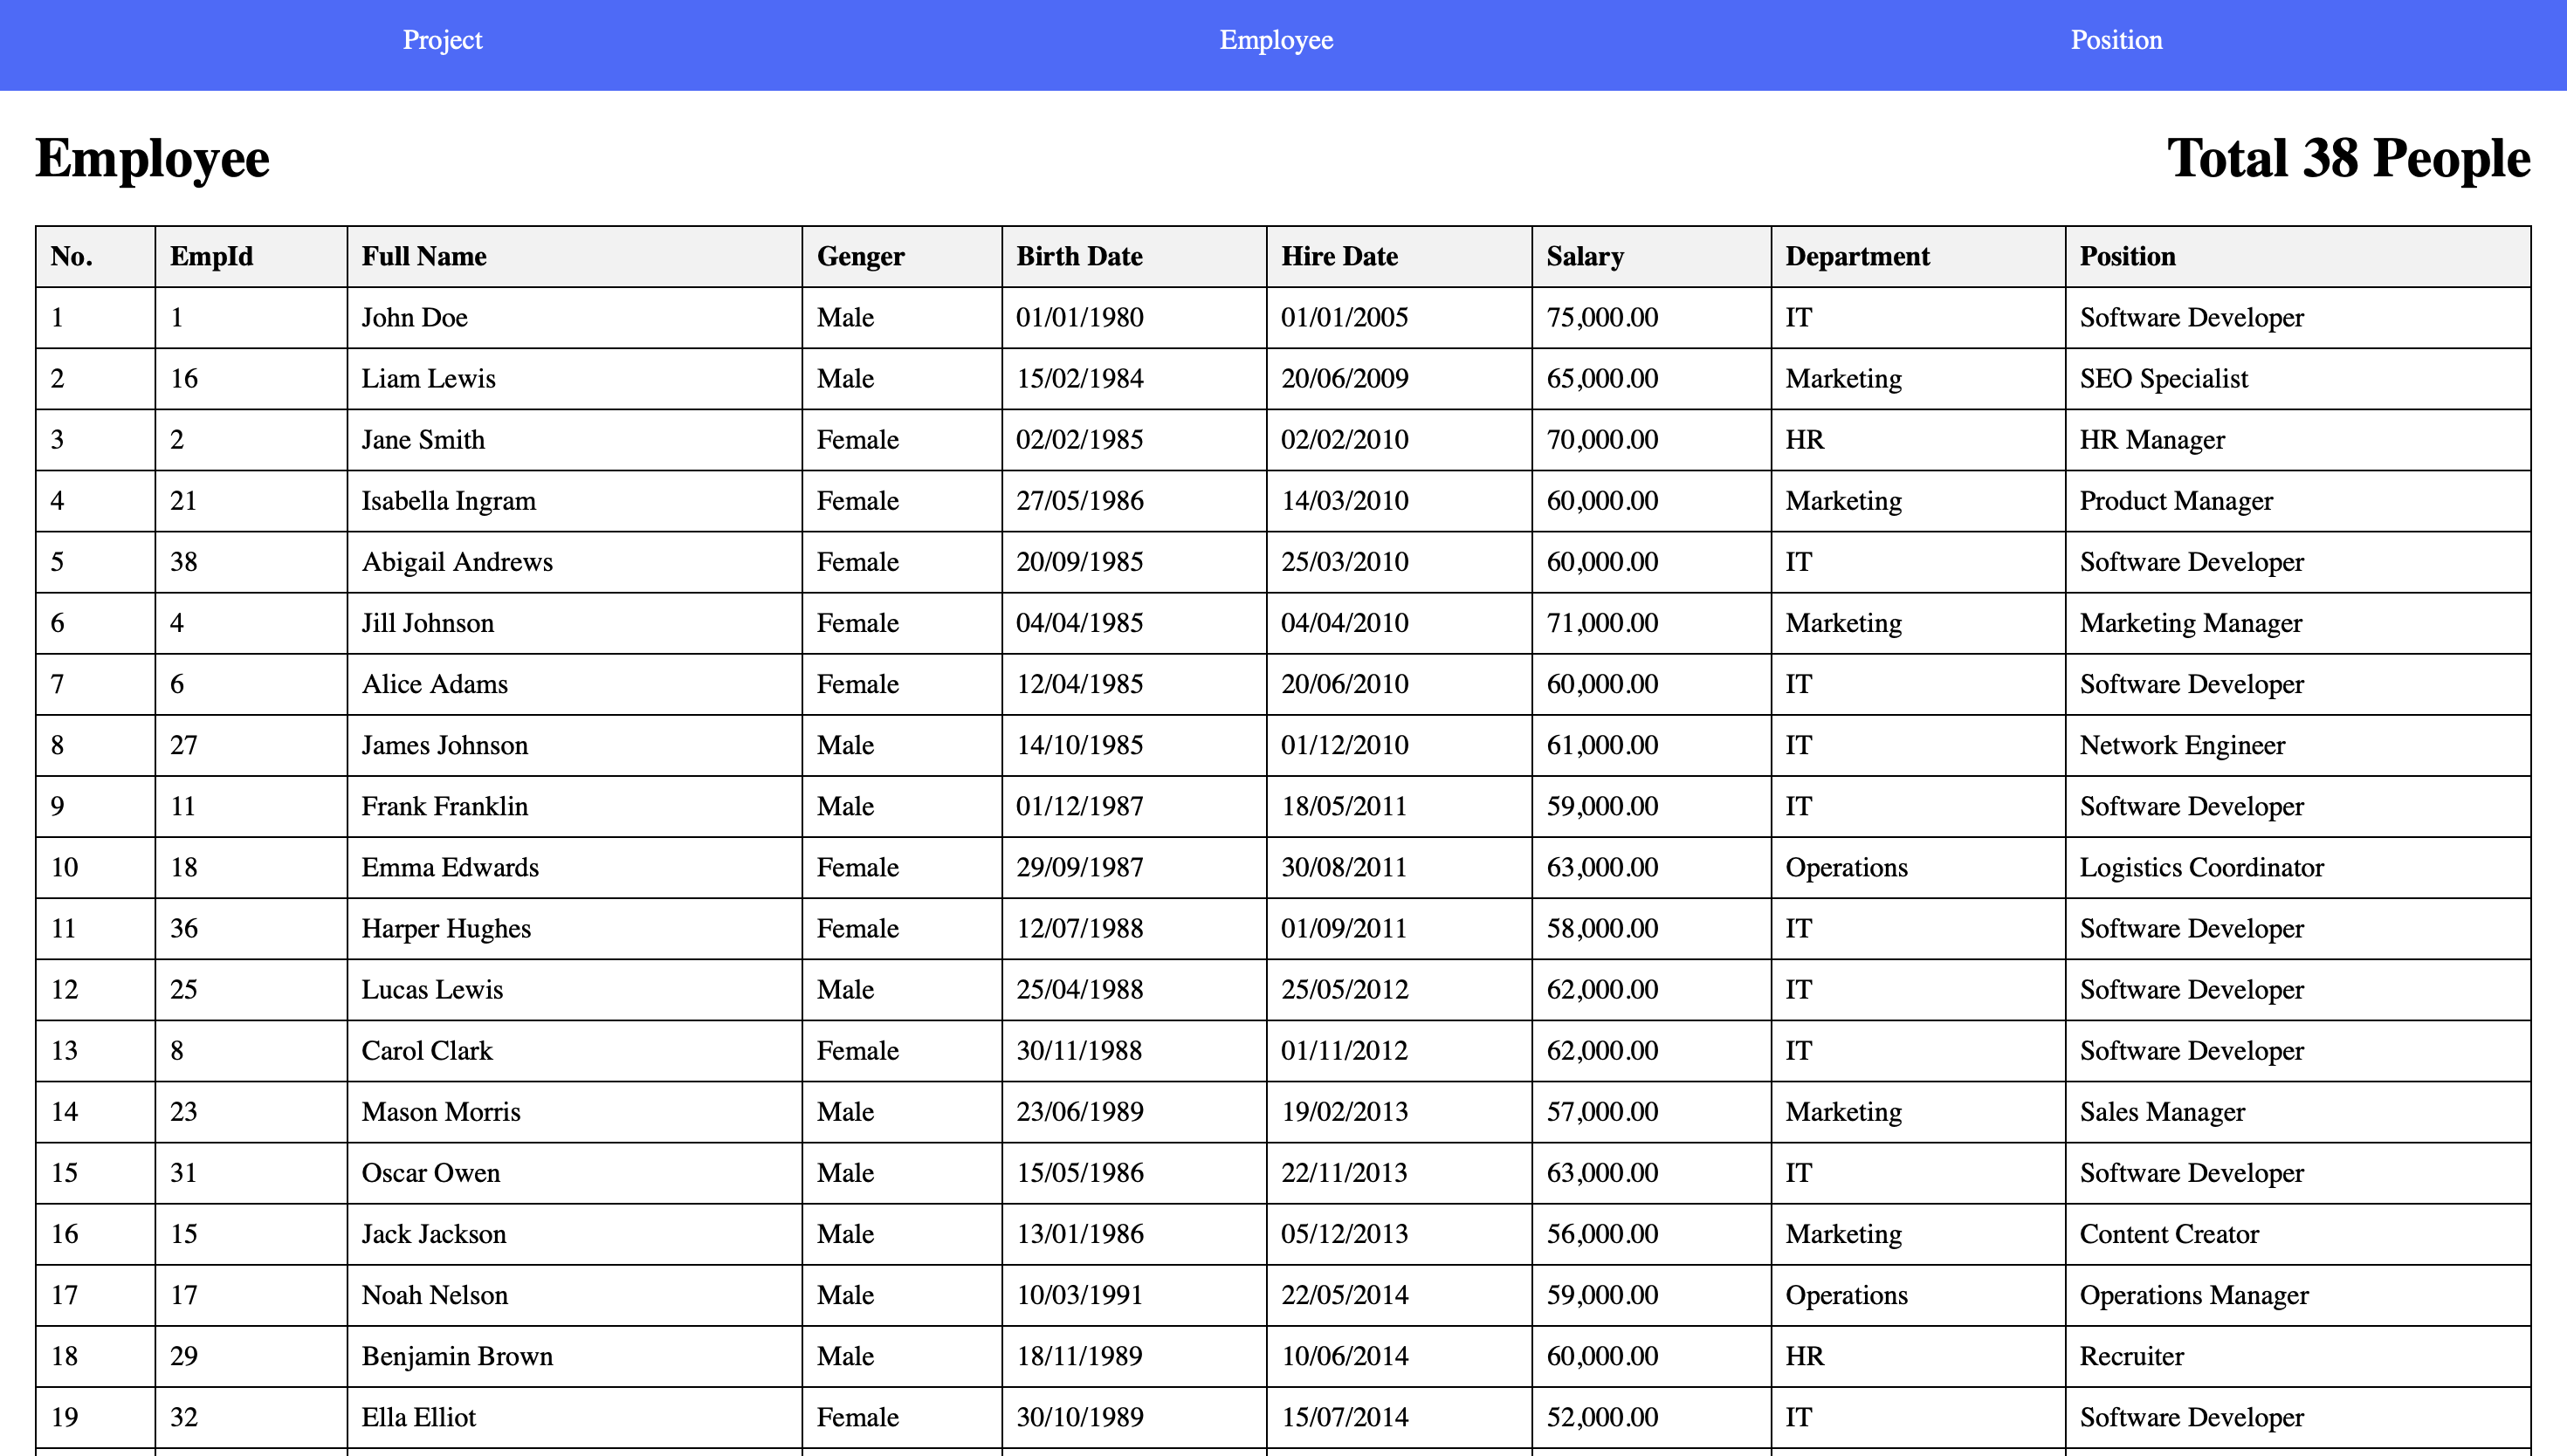 Project Employee Position
Employee Total 38 People
No. EmpId Full Name Genger Birth Date Hire Date Salary Department Position
1 1 John Doe Male 01/01/1980 01/01/2005 75,000.00 IT Software Developer
2 16 Liam Lewis Male 15/02/1984 20/06/2009 65,000.00 Marketing SEO Specialist
3 2 Jane Smith Female 02/02/1985 02/02/2010 70,000.00 HR HR Manager
4 21 Isabella Ingram Female 27/05/1986 14/03/2010 60,000.00 Marketing Product Manager
5 38 Abigail Andrews Female 20/09/1985 25/03/2010 60,000.00 IT Software Developer
6 4 Jill Johnson Female 04/04/1985 04/04/2010 71,000.00 Marketing Marketing Manager
7 6 Alice Adams Female 12/04/1985 20/06/2010 60,000.00 IT Software Developer
8 27 James Johnson Male 14/10/1985 01/12/2010 61,000.00 IT Network Engineer
9 11 Frank Franklin Male 01/12/1987 18/05/2011 59,000.00 IT Software Developer
10 18 Emma Edwards Female 29/09/1987 30/08/2011 63,000.00 Operations Logistics Coordinator
11 36 Harper Hughes Female 12/07/1988 01/09/2011 58,000.00 IT Software Developer
12 25 Lucas Lewis Male 25/04/1988 25/05/2012 62,000.00 IT Software Developer
13 8 Carol Clark Female 30/11/1988 01/11/2012 62,000.00 IT Software Developer
14 23 Mason Morris Male 23/06/1989 19/02/2013 57,000.00 Marketing Sales Manager
15 31 Oscar Owen Male 15/05/1986 22/11/2013 63,000.00 IT Software Developer
16 15 Jack Jackson Male 13/01/1986 05/12/2013 56,000.00 Marketing Content Creator
17 17 Noah Nelson Male 10/03/1991 22/05/2014 59,000.00 Operations Operations Manager
18 29 Benjamin Brown Male 18/11/1989 10/06/2014 60,000.00 HR Recruiter
19 32 Ella Elliot Female 30/10/1989 15/07/2014 52,000.00 IT Software Developer